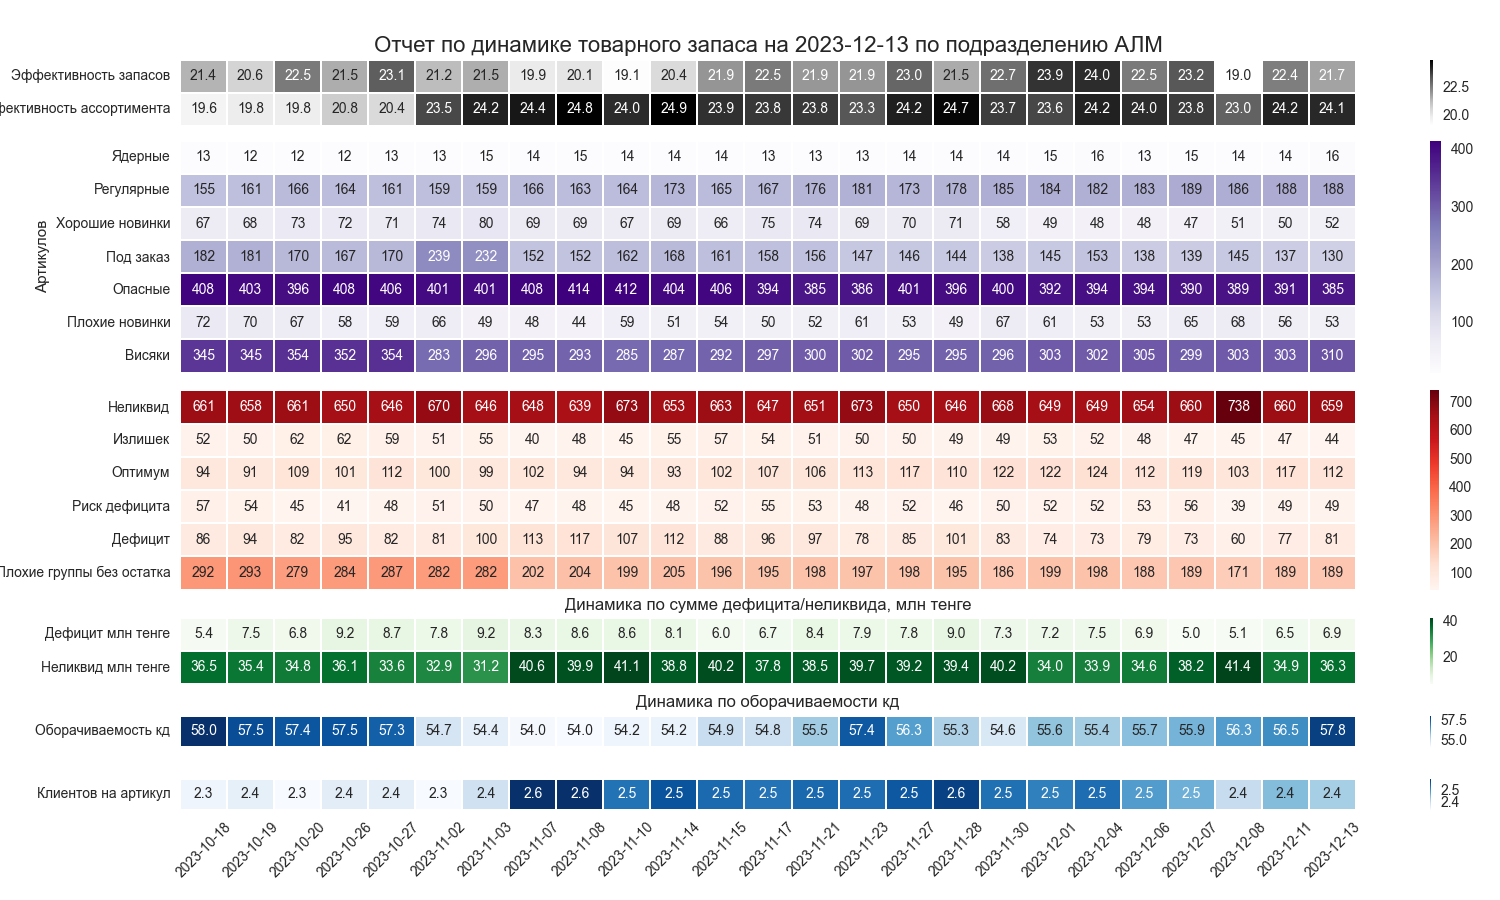 Отчет по динамике товарного запаса на 2023-12-13 по подразделению АЛМ
Эффективность запасов 21.4 20.6 22.5 21.5 23.1 21.2 21.5 19.9 20.1 19.1 20.4 21.9 22.5 21.9 21.9 23.0 21.5 22.7 23.9 24.0 22.5 23.2 19.0 22.4 21.7
фективность ассортимента 19.6 19.8 19.8 20.8 20.4 23.5 24.2 24.4 24.8 24.0 24.9 23.9 23.8 23.8 23.3 24.2 24.7 23.7 23.6 24.2 24.0 23.8 23.0 24.2 24.1
22.5
20.0
Артикулов
Ядерные 13 12 12 12 13 13 15 14 15 14 14 14 13 13 13 14 14 14 15 16 13 15 14 14 16
Регулярные 155 161 166 164 161 159 159 166 163 164 173 165 167 176 181 173 178 185 184 182 183 189 186 188 188
Хорошие новинки 67 68 73 72 71 74 80 69 69 67 69 66 75 74 69 70 71 58 49 48 48 47 51 50 52
Под заказ 182 181 170 167 170 239 232 152 152 162 168 161 158 156 147 146 144 138 145 153 138 139 145 137 130
Опасные 408 403 396 408 406 401 401 408 414 412 404 406 394 385 386 401 396 400 392 394 394 390 389 391 385
Плохие новинки 72 70 67 58 59 66 49 48 44 59 51 54 50 52 61 53 49 67 61 53 53 65 68 56 53
Висяки 345 345 354 352 354 283 296 295 293 285 287 292 297 300 302 295 295 296 303 302 305 299 303 303 310
400
300
200
100
Неликвид 661 658 661 650 646 670 646 648 639 673 653 663 647 651 673 650 646 668 649 649 654 660 738 660 659
Излишек 52 50 62 62 59 51 55 40 48 45 55 57 54 51 50 50 49 49 53 52 48 47 45 47 44
Оптимум 94 91 109 101 112 100 99 102 94 94 93 102 107 106 113 117 110 122 122 124 112 119 103 117 112
Риск дефицита 57 54 45 41 48 51 50 47 48 45 48 52 55 53 48 52 46 50 52 52 53 56 39 49 49
Дефицит 86 94 82 95 82 81 100 113 117 107 112 88 96 97 78 85 101 83 74 73 79 73 60 77 81
Плохие группы без остатка 292 293 279 284 287 282 282 202 204 199 205 196 195 198 197 198 195 186 199 198 188 189 171 189 189
700
600
500
400
300
200
100
Динамика по сумме дефицита/неликвида, млн тенге
Дефицит млн тенге 5.4 7.5 6.8 9.2 8.7 7.8 9.2 8.3 8.6 8.6 8.1 6.0 6.7 8.4 7.9 7.8 9.0 7.3 7.2 7.5 6.9 5.0 5.1 6.5 6.9
Неликвид млн тенге 36.5 35.4 34.8 36.1 33.6 32.9 31.2 40.6 39.9 41.1 38.8 40.2 37.8 38.5 39.7 39.2 39.4 40.2 34.0 33.9 34.6 38.2 41.4 34.9 36.3
40
20
Динамика по оборачиваемости кд
Оборачиваемость кд 58.0 57.5 57.4 57.5 57.3 54.7 54.4 54.0 54.0 54.2 54.2 54.9 54.8 55.5 57.4 56.3 55.3 54.6 55.6 55.4 55.7 55.9 56.3 56.5 57.8
57.5
55.0
Клиентов на артикул 2.3 2.4 2.3 2.4 2.4 2.3 2.4 2.6 2.6 2.5 2.5 2.5 2.5 2.5 2.5 2.5 2.6 2.5 2.5 2.5 2.5 2.5 2.4 2.4 2.4
2.5
2.4
2023-10-18 2023-10-19 2023-10-20 2023-10-26 2023-10-27 2023-11-02 2023-11-03 2023-11-07 2023-11-08 2023-11-10 2023-11-14 2023-11-15 2023-11-17 2023-11-21 2023-11-23 2023-11-27 2023-11-28 2023-11-30 2023-12-01 2023-12-04 2023-12-06 2023-12-07 2023-12-08 2023-12-11 2023-12-13